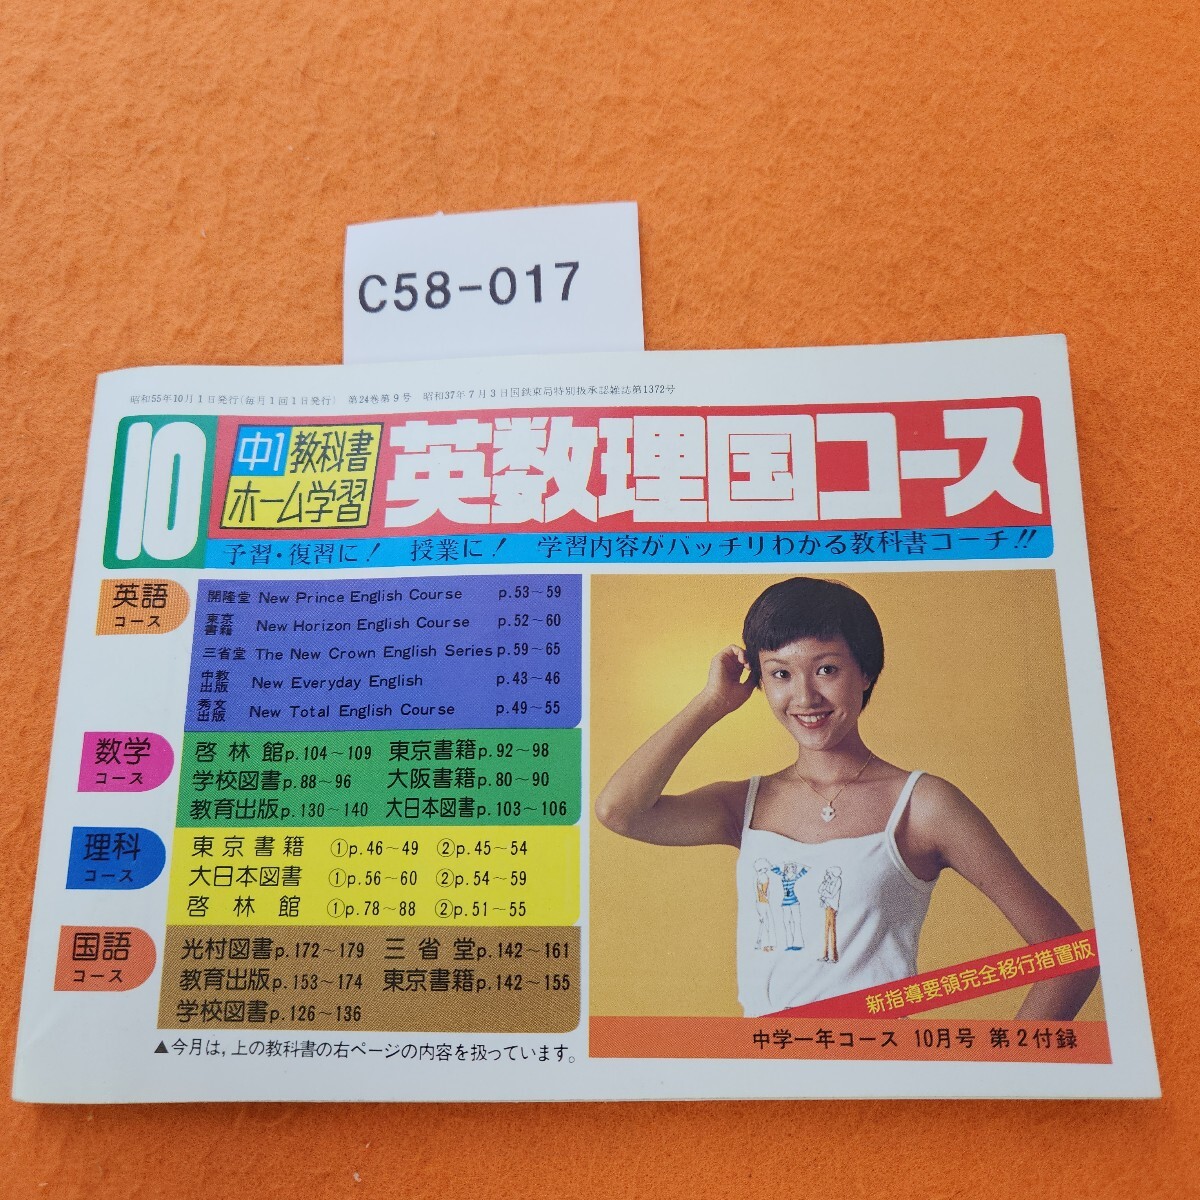 C58-017
昭和55年10月1日発行(毎月1回1日発行) 第24巻第9号 昭和37年7月3日国鉄東局特別扱承認雑誌第1372号
10
中1 教科書
ホーム学習
英数理国コース
予習・復習に! 授業に! 学習内容がバッチリわかる教科書コーチ!!
英語
コース
開隆堂 New Prince English Course p.53~59
東京書籍 New Horizon English Course p.52~60
三省堂 The New Crown English Series p.59~65
中教出版 New Everyday English p.43~46
秀文出版 New Total English Course p.49~55
数学
コース
啓林館p.104~109 東京書籍p.92~98
学校図書p.88~96 大阪書籍p.80~90
教育出版p.130~140 大日本図書p.103~106
理科
コース
東京書籍 ①p.46~49 ②p.45~54
大日本図書 ①p.56~60 ②p.54~59
啓林館 ①p.78~88 ②p.51~55
国語
コース
光村図書p.172~179 三省堂p.142~161
教育出版p.153~174 東京書籍p.142~155
学校図書p.126~136
▲今月は,上の教科書の右ページの内容を扱っています。
新指導要領完全移行措置版
中学一年コース 10月号 第2付録